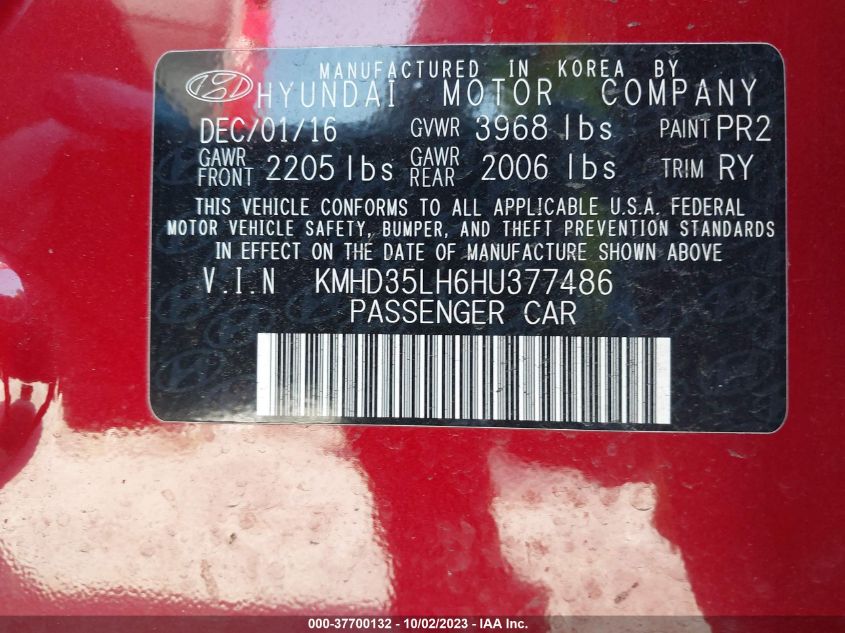 MANUFACTURED IN KOREA BY
HYUNDAI MOTOR COMPANY
DEC/01/16 GVWR 3968 lbs PAINT PR2
GAWR FRONT 2205 lbs GAWR REAR 2006 lbs TRIM RY
THIS VEHICLE CONFORMS TO ALL APPLICABLE U.S.A. FEDERAL
MOTOR VEHICLE SAFETY, BUMPER, AND THEFT PREVENTION STANDARDS
IN EFFECT ON THE DATE OF MANUFACTURE SHOWN ABOVE
V.I.N KMHD35LH6HU377486
PASSENGER CAR
000-37700132 - 10/02/2023 - IAA Inc.